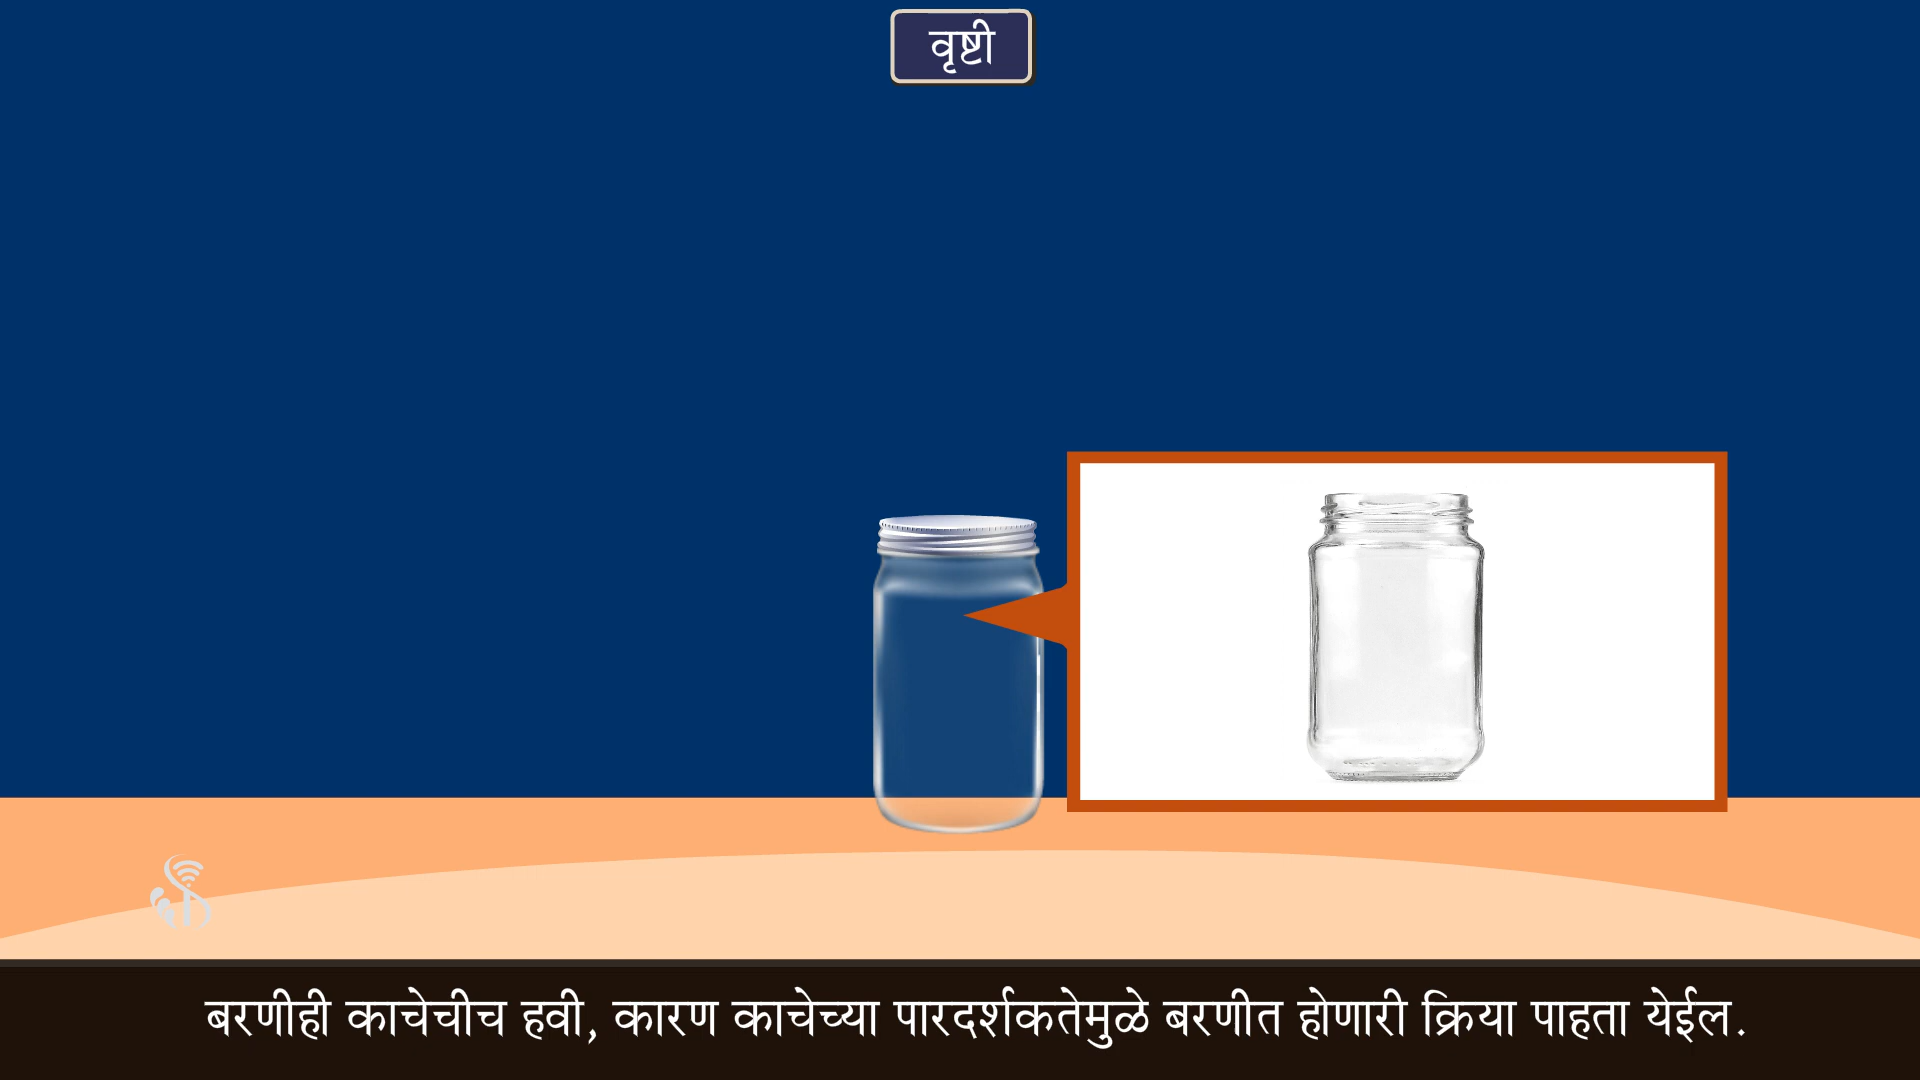 वृष्टी
बरणीही काचेचीच हवी, कारण काचेच्या पारदर्शकतेमुळे बरणीत होणारी क्रिया पाहता येईल.